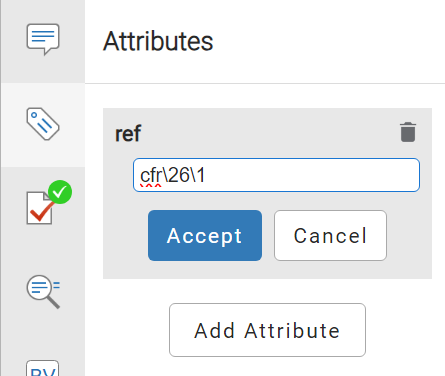 Attributes
ref
cfr\26\1
Accept
Cancel
Add Attribute